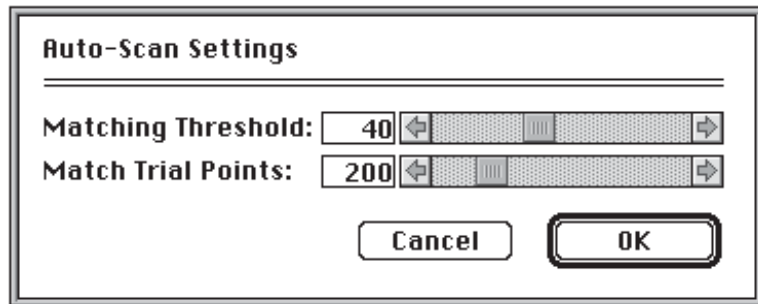 Auto-Scan Settings
Matching Threshold: 40
Match Trial Points: 200
Cancel OK